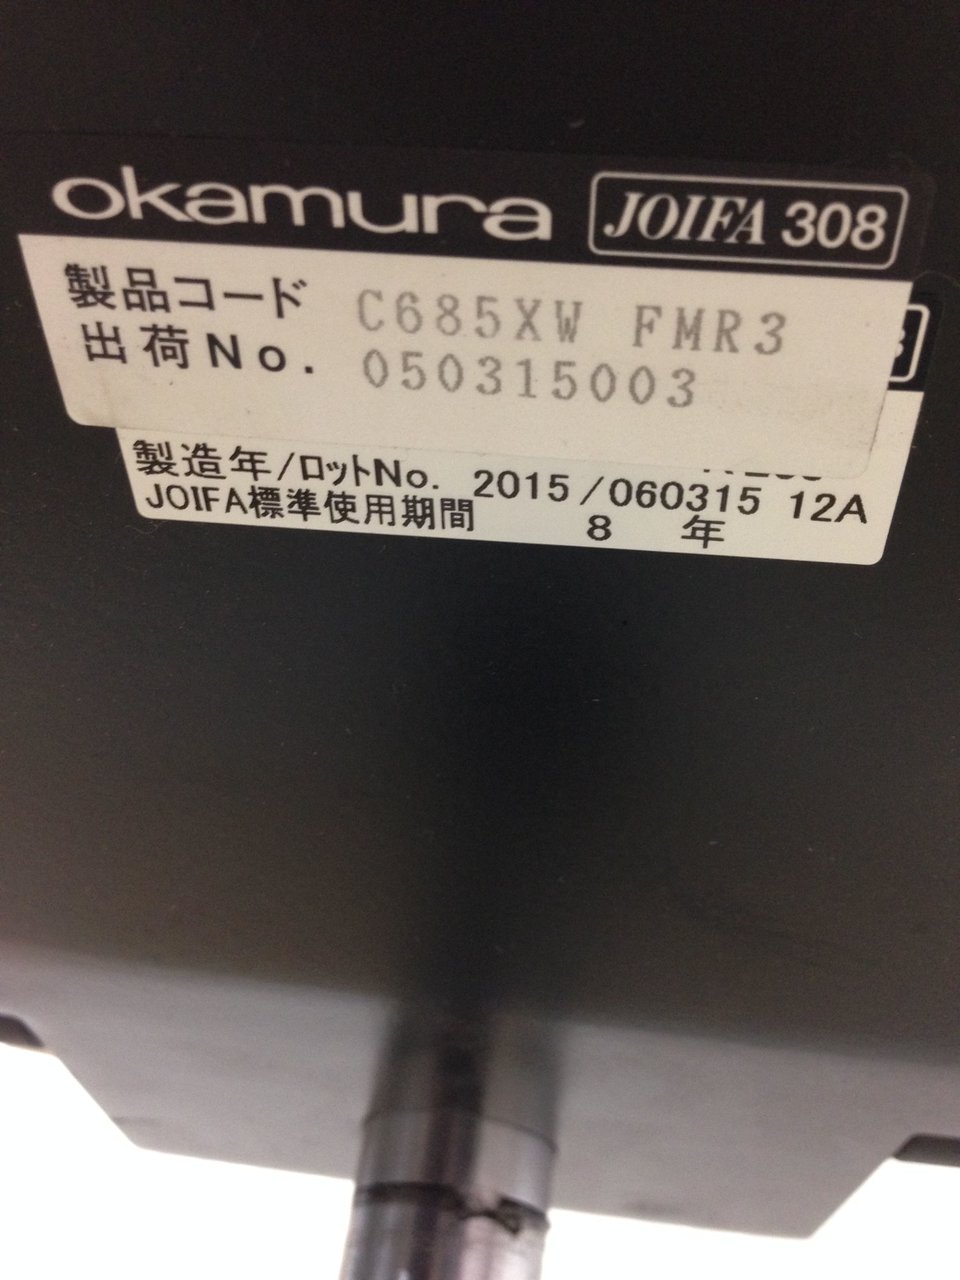 okamura JOIFA 308
製品コード C685XW FMR3
出荷No. 050315003
製造年/ロットNo. 2015/060315 12A
JOIFA標準使用期間 8 年